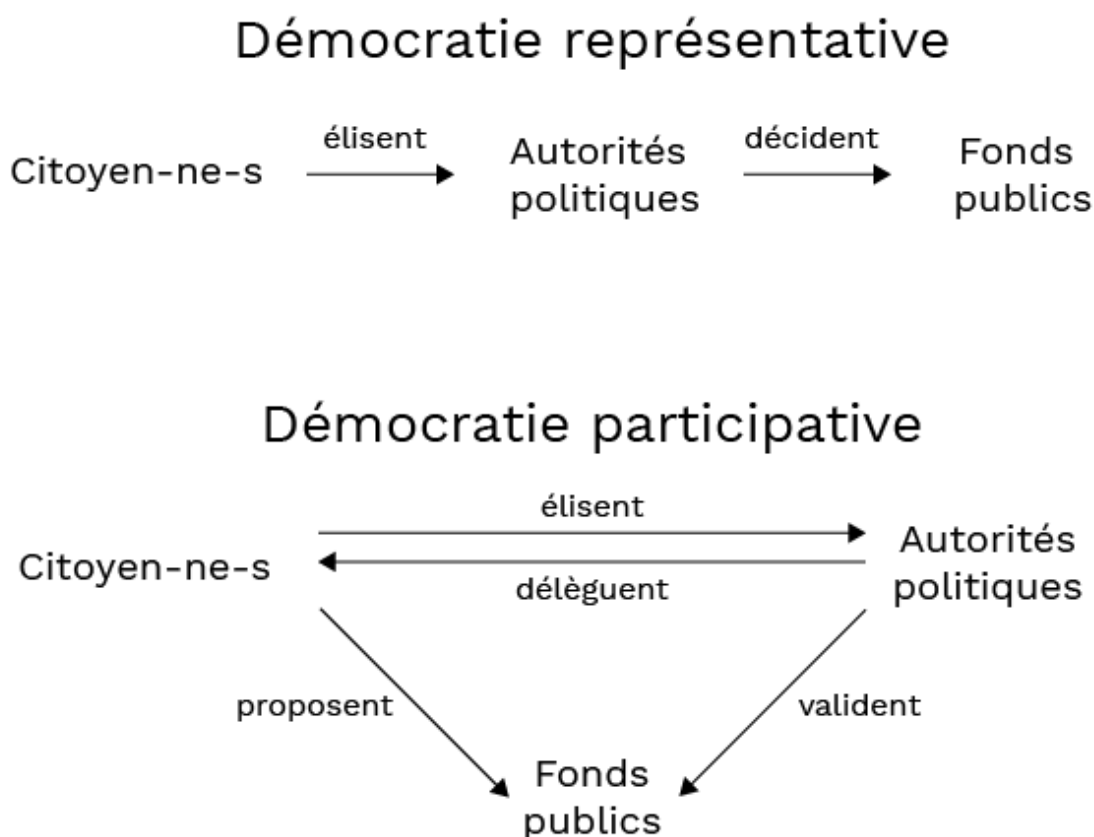 Démocratie représentative
Citoyen-ne-s
élisent
Autorités
politiques
décident
Fonds
publics
Démocratie participative
Citoyen-ne-s
élisent
délèguent
Autorités
politiques
proposent
valident
Fonds
publics